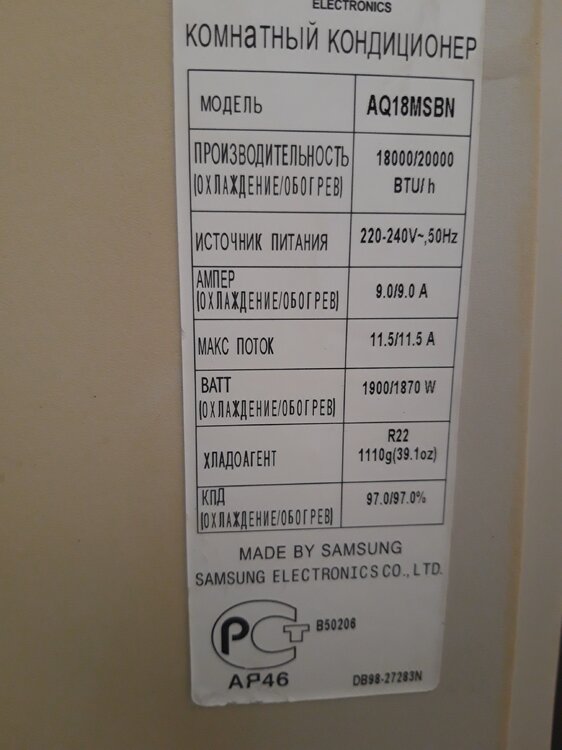 ELECTRONICS
КОМНАТНЫЙ КОНДИЦИОНЕР
МОДЕЛЬ AQ18MSBN
ПРОИЗВОДИТЕЛЬНОСТЬ 18000/20000
(ОХЛАЖДЕНИЕ/ОБОГРЕВ) BTU/h
ИСТОЧНИК ПИТАНИЯ 220-240V~,50Hz
АМПЕР
(ОХЛАЖДЕНИЕ/ОБОГРЕВ) 9.0/9.0 A
МАКС ПОТОК 11.5/11.5 A
ВАТТ
(ОХЛАЖДЕНИЕ/ОБОГРЕВ) 1900/1870 W
ХЛАДОАГЕНТ R22
1110g(39.1oz)
КПД
(ОХЛАЖДЕНИЕ/ОБОГРЕВ) 97.0/97.0%
MADE BY SAMSUNG
SAMSUNG ELECTRONICS CO., LTD.
РСТ B50206
АР46 DB98-27283N